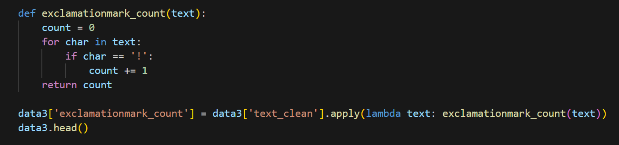 def exclamationmark_count(text):
    count = 0
    for char in text:
        if char == '!':
            count += 1
    return count

data3['exclamationmark_count'] = data3['text_clean'].apply(lambda text: exclamationmark_count(text))
data3.head()